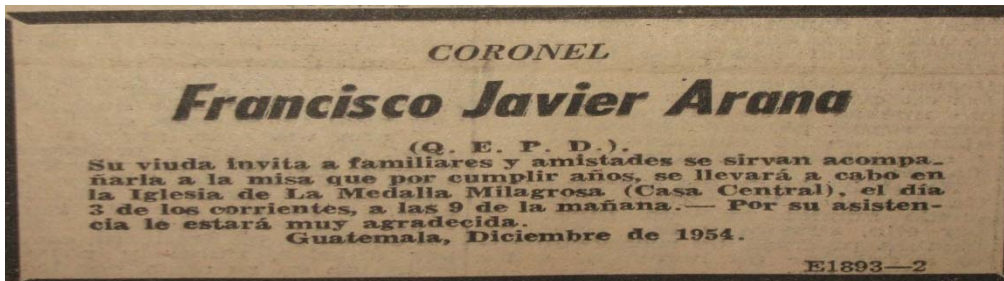 CORONEL
Francisco Javier Arana
(Q. E. P. D.).
Su viuda invita a familiares y amistades se sirvan acompa-
ñarla a la misa que por cumplir años, se llevará a cabo en
la Iglesia de La Medalla Milagrosa (Casa Central), el día
3 de los corrientes, a las 9 de la mañana.— Por su asisten-
cia le estará muy agradecida.
Guatemala, Diciembre de 1954.
E1893—2